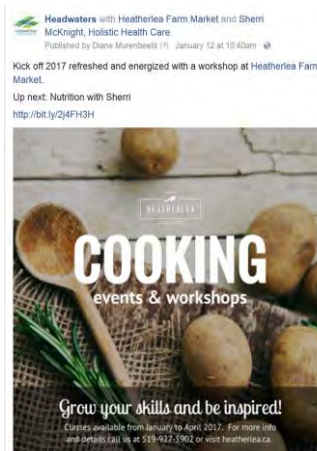 Headwaters with Heatherlea Farm Market and Sherri
McKnight, Holistic Health Care.
Published by Diane Murenbeeld [?] · January 12 at 10:40am ·
Kick off 2017 refreshed and energized with a workshop at Heatherlea Farm
Market.
Up next: Nutrition with Sherri
http://bit.ly/2j4FH3H
HEATHERLEA
COOKING
events & workshops
Grow your skills and be inspired!
Classes available from January to April 2017. For more info
and details call us at 519-927-5902 or visit heatherlea.ca.